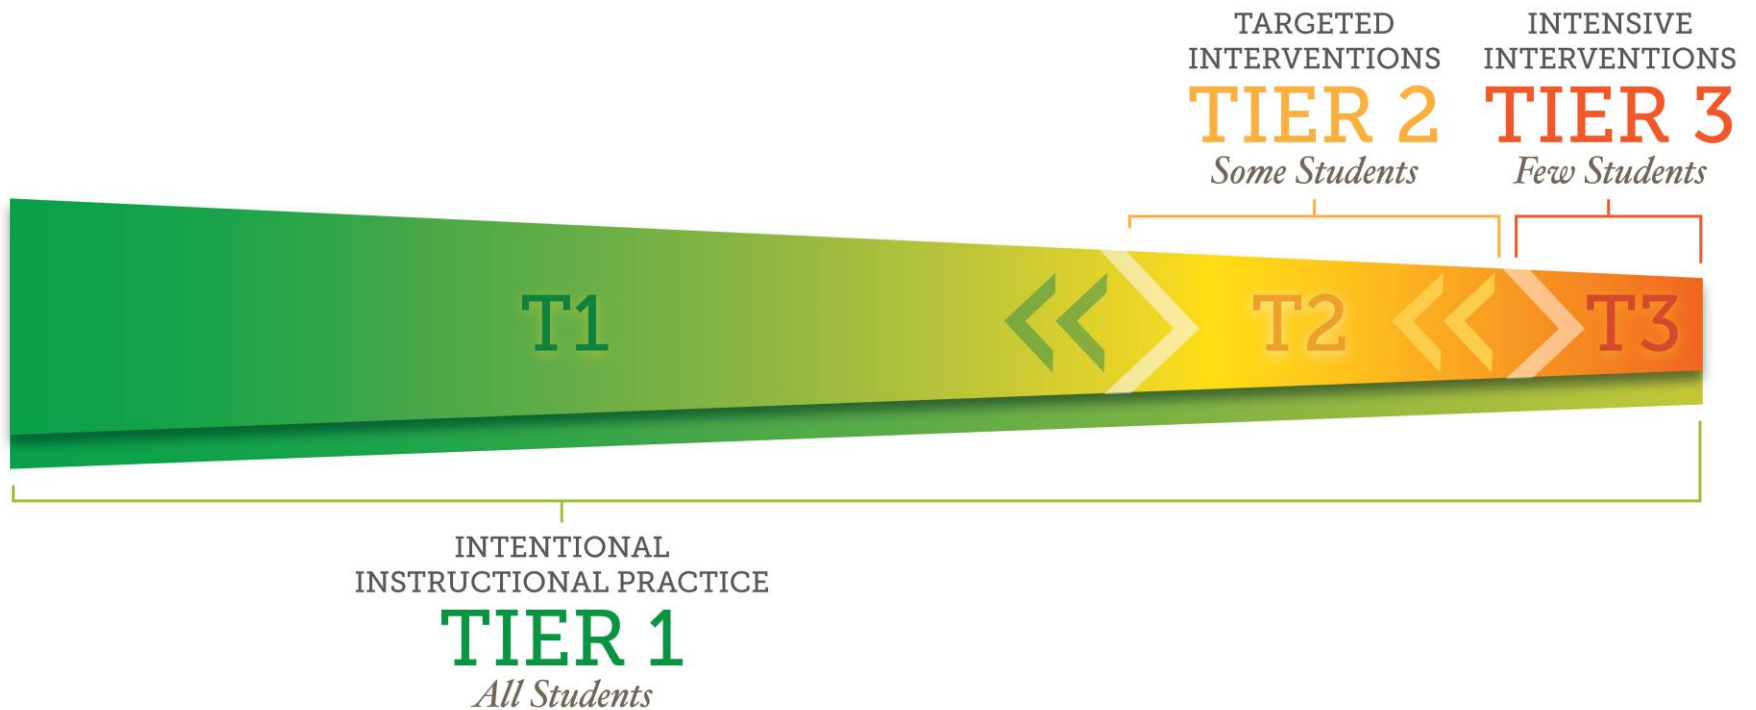 TARGETED
INTERVENTIONS
TIER 2
Some Students
INTENSIVE
INTERVENTIONS
TIER 3
Few Students
T1
T2
T3
INTENTIONAL
INSTRUCTIONAL PRACTICE
TIER 1
All Students